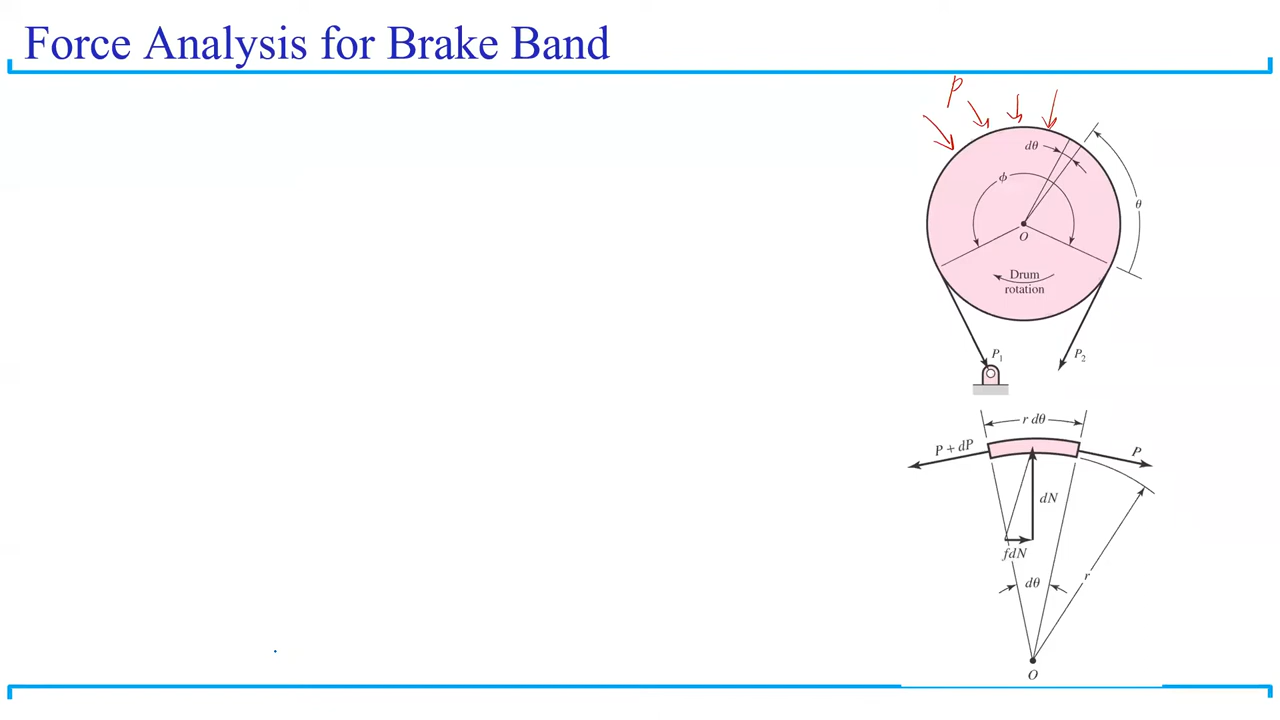 Force Analysis for Brake Band
p
dθ
ϕ
θ
O
Drum
rotation
P₁
P₂
r dθ
P + dP
P
dN
fdN
dθ
r
O